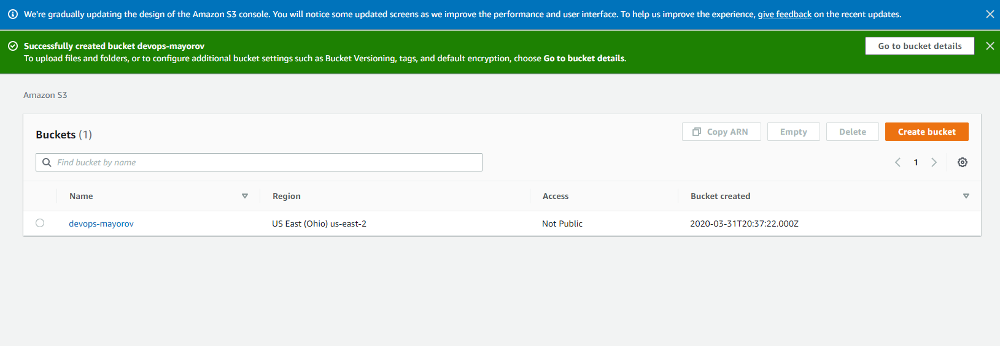 We're gradually updating the design of the Amazon S3 console. You will notice some updated screens as we improve the performance and user interface. To help us improve the experience, give feedback on the recent updates.
Successfully created bucket devops-mayorov
To upload files and folders, or to configure additional bucket settings such as Bucket Versioning, tags, and default encryption, choose Go to bucket details.
Go to bucket details
Amazon S3
Buckets (1)
Copy ARN
Empty
Delete
Create bucket
Find bucket by name
1
Name
Region
Access
Bucket created
devops-mayorov
US East (Ohio) us-east-2
Not Public
2020-03-31T20:37:22.000Z